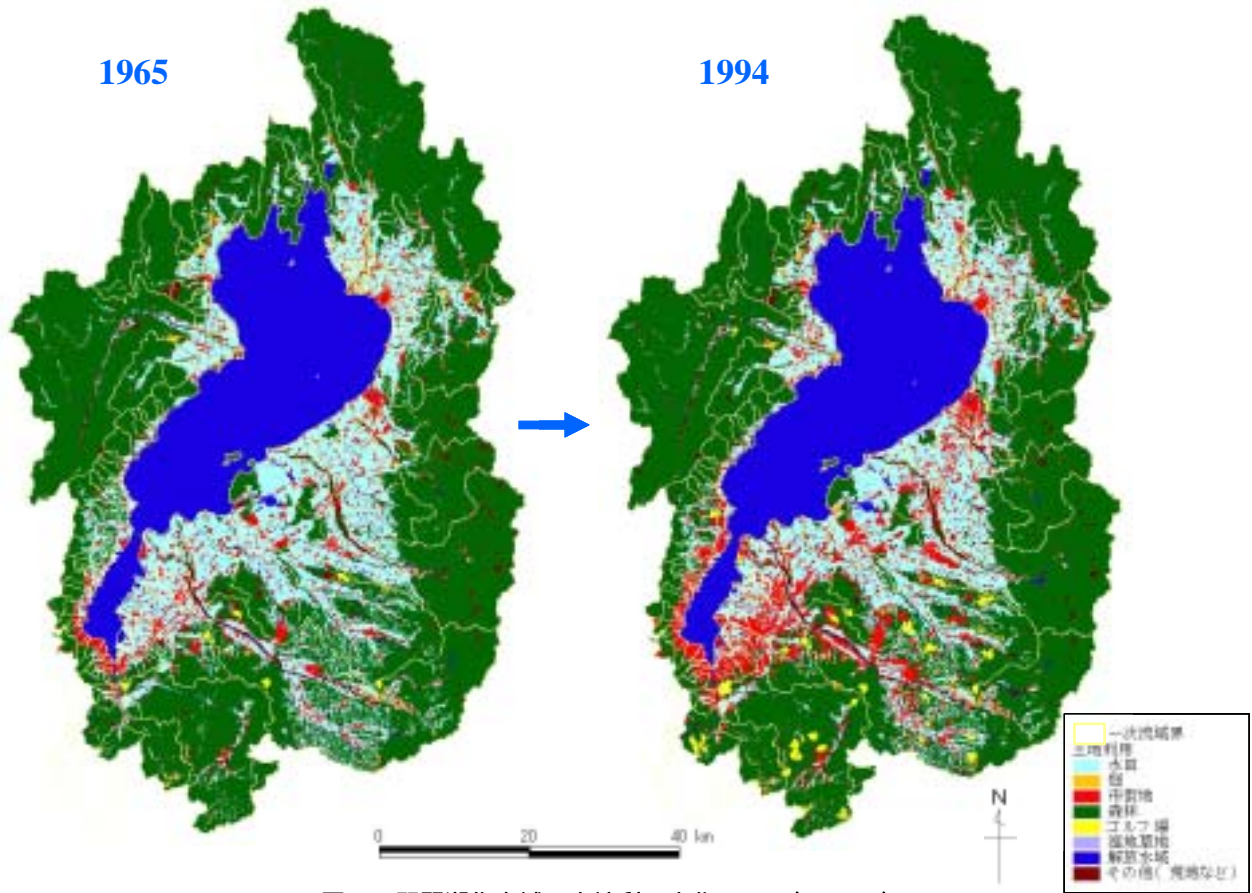 1965
1994
一次流域界
土地利用
水田
畑
市街地
森林
ゴルフ場
湿地草地
解放水域
その他(荒地など)
N
0 20 40 km